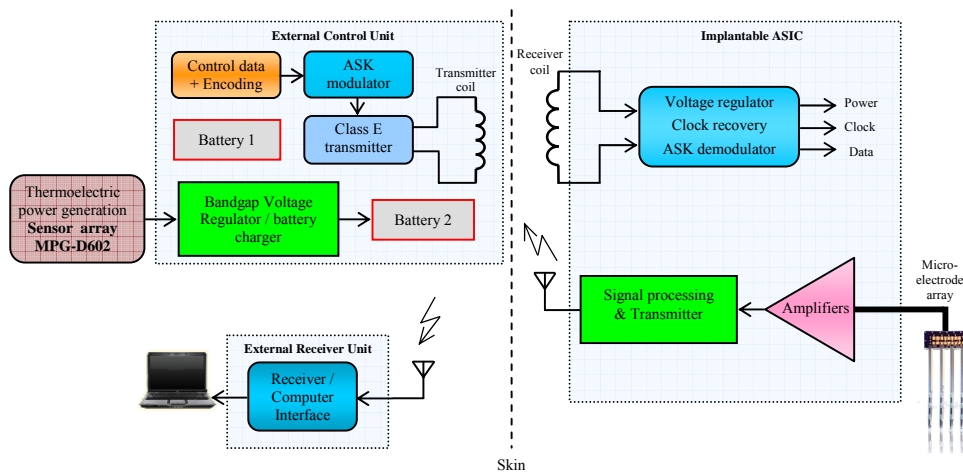 External Control Unit
Control data
+ Encoding
ASK
modulator
Transmitter
coil
Battery 1
Class E
transmitter
Thermoelectric
power generation
Sensor array
MPG-D602
Bandgap Voltage
Regulator / battery
charger
Battery 2
External Receiver Unit
Receiver /
Computer
Interface
Skin
Implantable ASIC
Receiver
coil
Voltage regulator
Clock recovery
ASK demodulator
Power
Clock
Data
Signal processing
& Transmitter
Amplifiers
Micro-
electrode
array